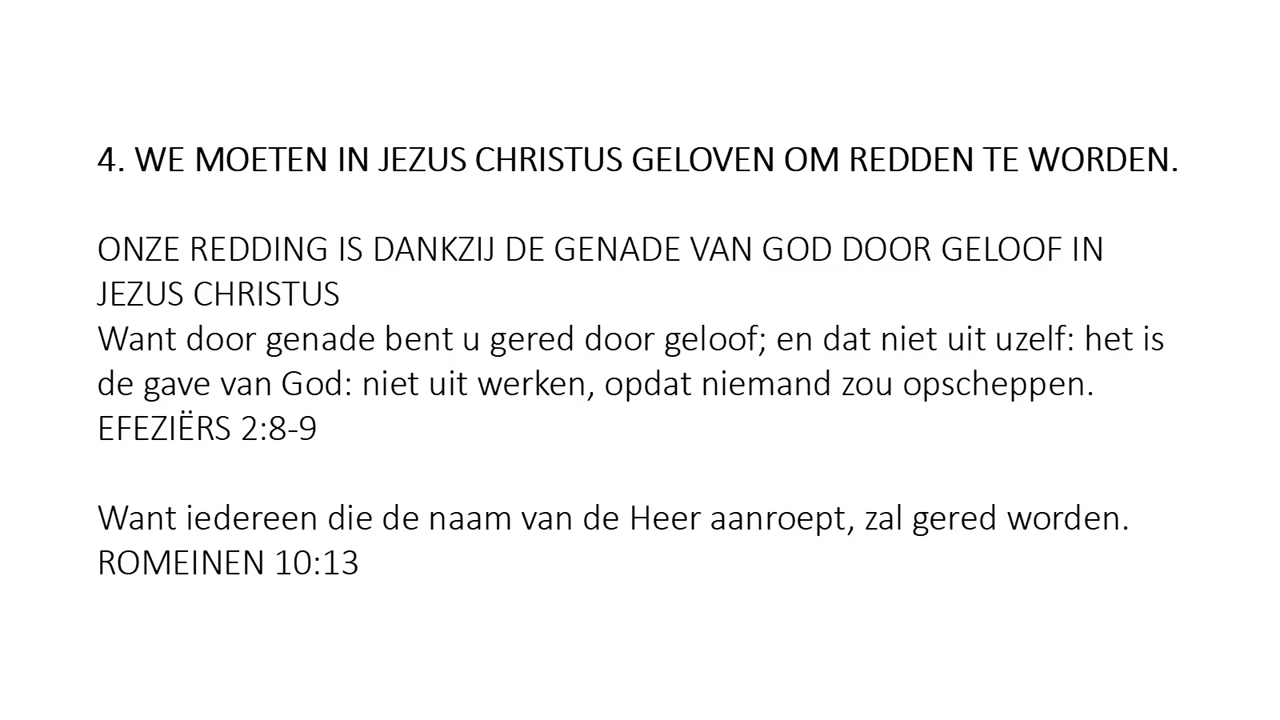 4. WE MOETEN IN JEZUS CHRISTUS GELOVEN OM REDDEN TE WORDEN.
ONZE REDDING IS DANKZIJ DE GENADE VAN GOD DOOR GELOOF IN
JEZUS CHRISTUS
Want door genade bent u gered door geloof; en dat niet uit uzelf: het is
de gave van God: niet uit werken, opdat niemand zou opscheppen.
EFEZIËRS 2:8-9
Want iedereen die de naam van de Heer aanroept, zal gered worden.
ROMEINEN 10:13